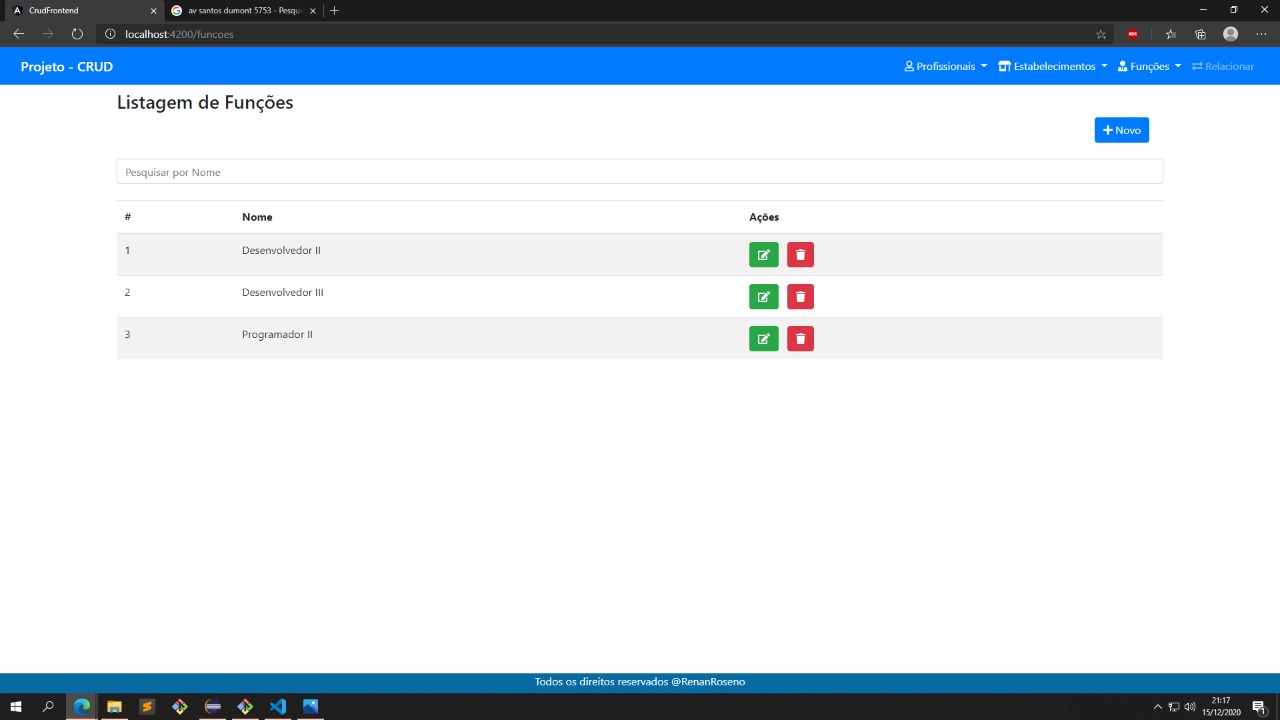 CrudFrontend
av santos dumont 5753 - Pesqui
localhost:4200/funcoes
Projeto - CRUD
Profissionais
Estabelecimentos
Funções
Relacionar
Listagem de Funções
Novo
Pesquisar por Nome
# Nome Ações
1 Desenvolvedor II
2 Desenvolvedor III
3 Programador II
Todos os direitos reservados @RenanRoseno
21:17
15/12/2020